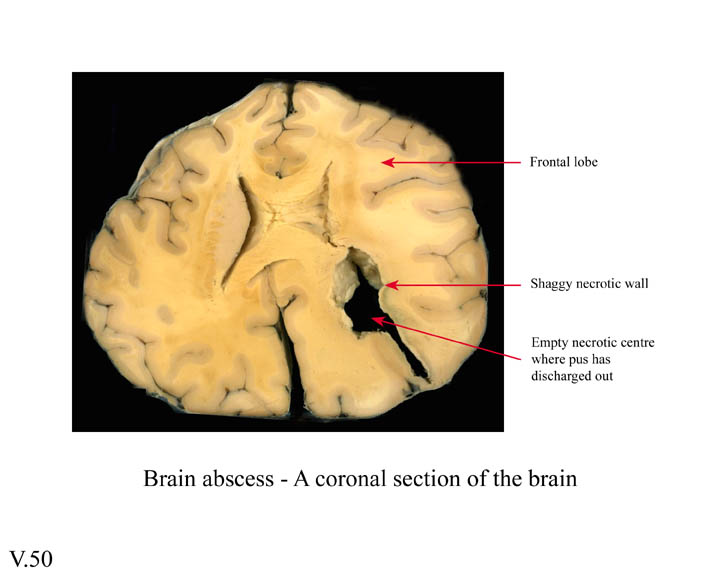 Frontal lobe
Shaggy necrotic wall
Empty necrotic centre
where pus has
discharged out
Brain abscess - A coronal section of the brain
V.50